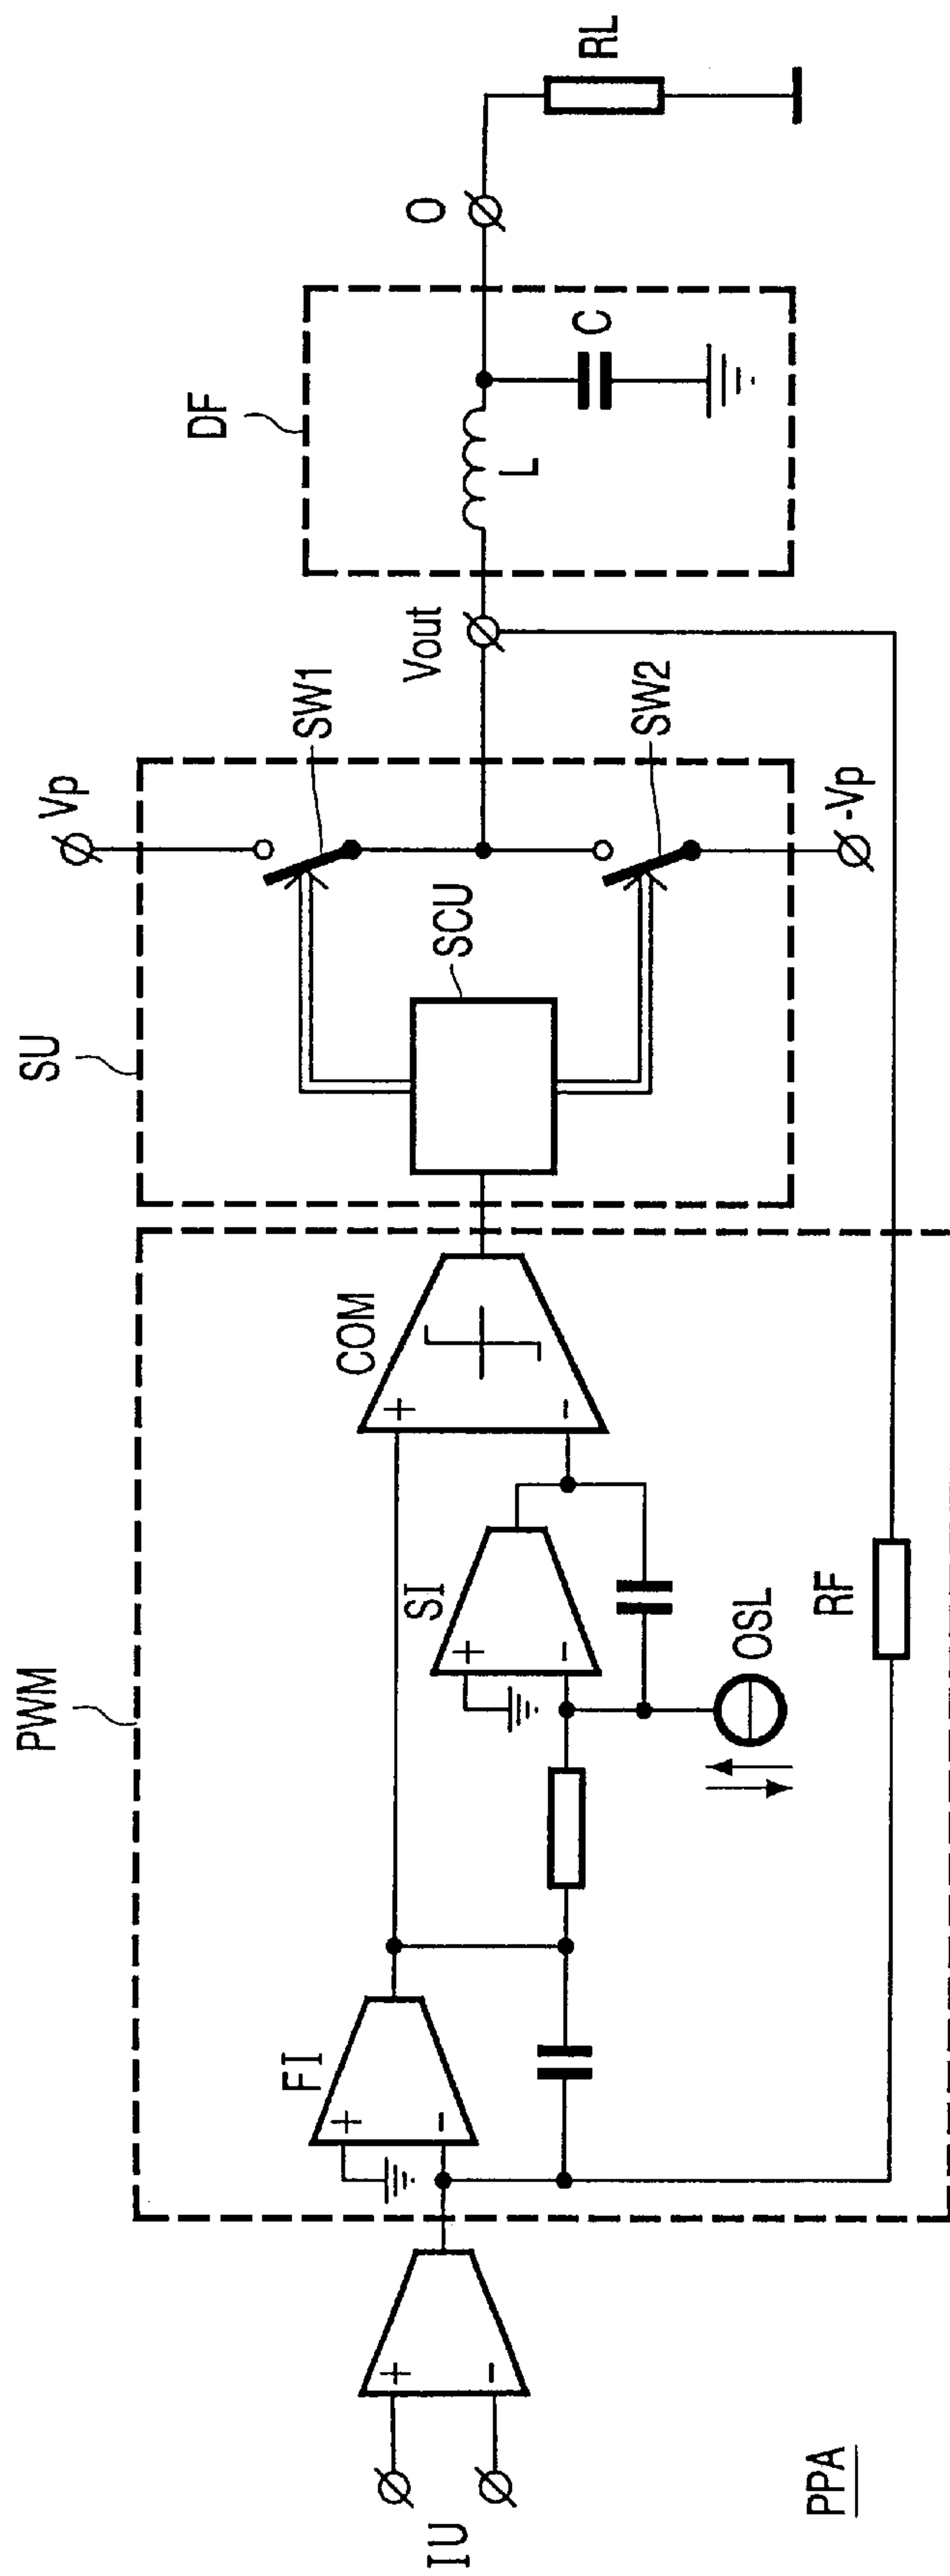 PPA
IU
+
-
PWM
FI
+
-
SI
+
-
OSL
RF
COM
+
-
SU
SCU
Vp
SW1
SW2
-Vp
Vout
DF
L
C
O
RL